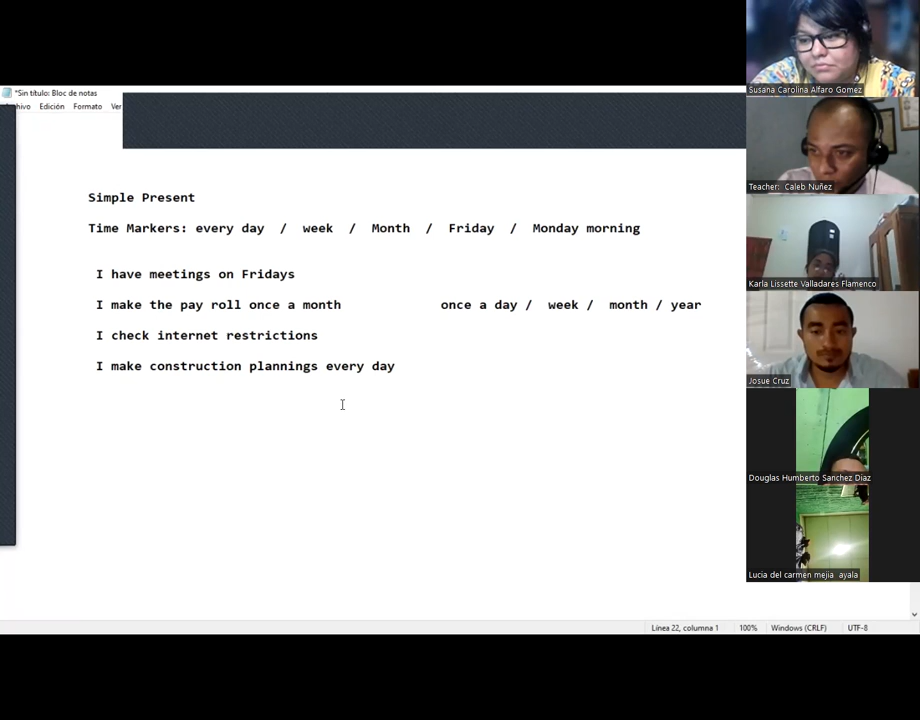 *Sin título: Bloc de notas
hivo Edición Formato Ver
Simple Present
Time Markers: every day / week / Month / Friday / Monday morning
I have meetings on Fridays
I make the pay roll once a month once a day / week / month / year
I check internet restrictions
I make construction plannings every day
Susana Carolina Alfaro Gomez
Teacher: Caleb Nuñez
Karla Lissette Valladares Flamenco
Josue Cruz
Douglas Humberto Sanchez Díaz
Lucia del carmen mejia ayala
Línea 22, columna 1 100% Windows (CRLF) UTF-8